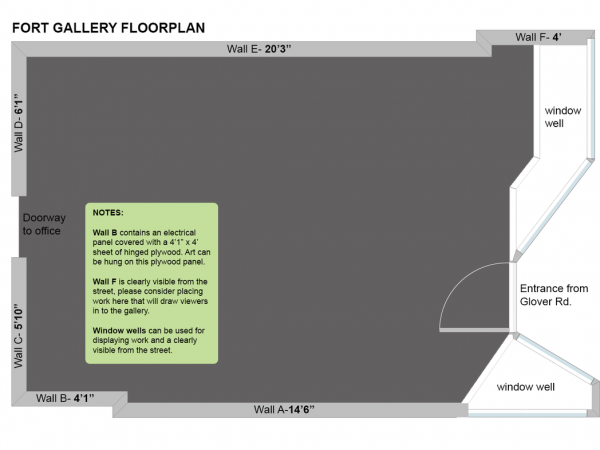 FORT GALLERY FLOORPLAN
Wall F- 4'
Wall E- 20'3"
Wall D- 6'1"
window
well
Doorway
to office
NOTES:
Wall B contains an electrical
panel covered with a 4'1" x 4'
sheet of hinged plywood. Art can
be hung on this plywood panel.
Wall F is clearly visible from the
street, please consider placing
work here that will draw viewers
in to the gallery.
Window wells can be used for
displaying work and a clearly
visible from the street.
Entrance from
Glover Rd.
Wall C- 5'10"
window well
Wall B- 4'1"
Wall A-14'6"